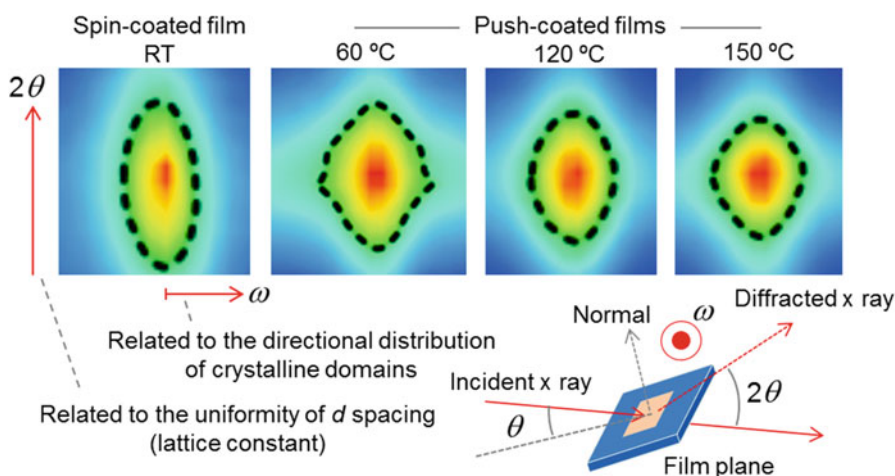 Spin-coated film
RT
Push-coated films
60 ºC
120 ºC
150 ºC
2θ
ω
Related to the directional distribution
of crystalline domains
Related to the uniformity of d spacing
(lattice constant)
Normal
ω
Diffracted x ray
Incident x ray
θ
2θ
Film plane